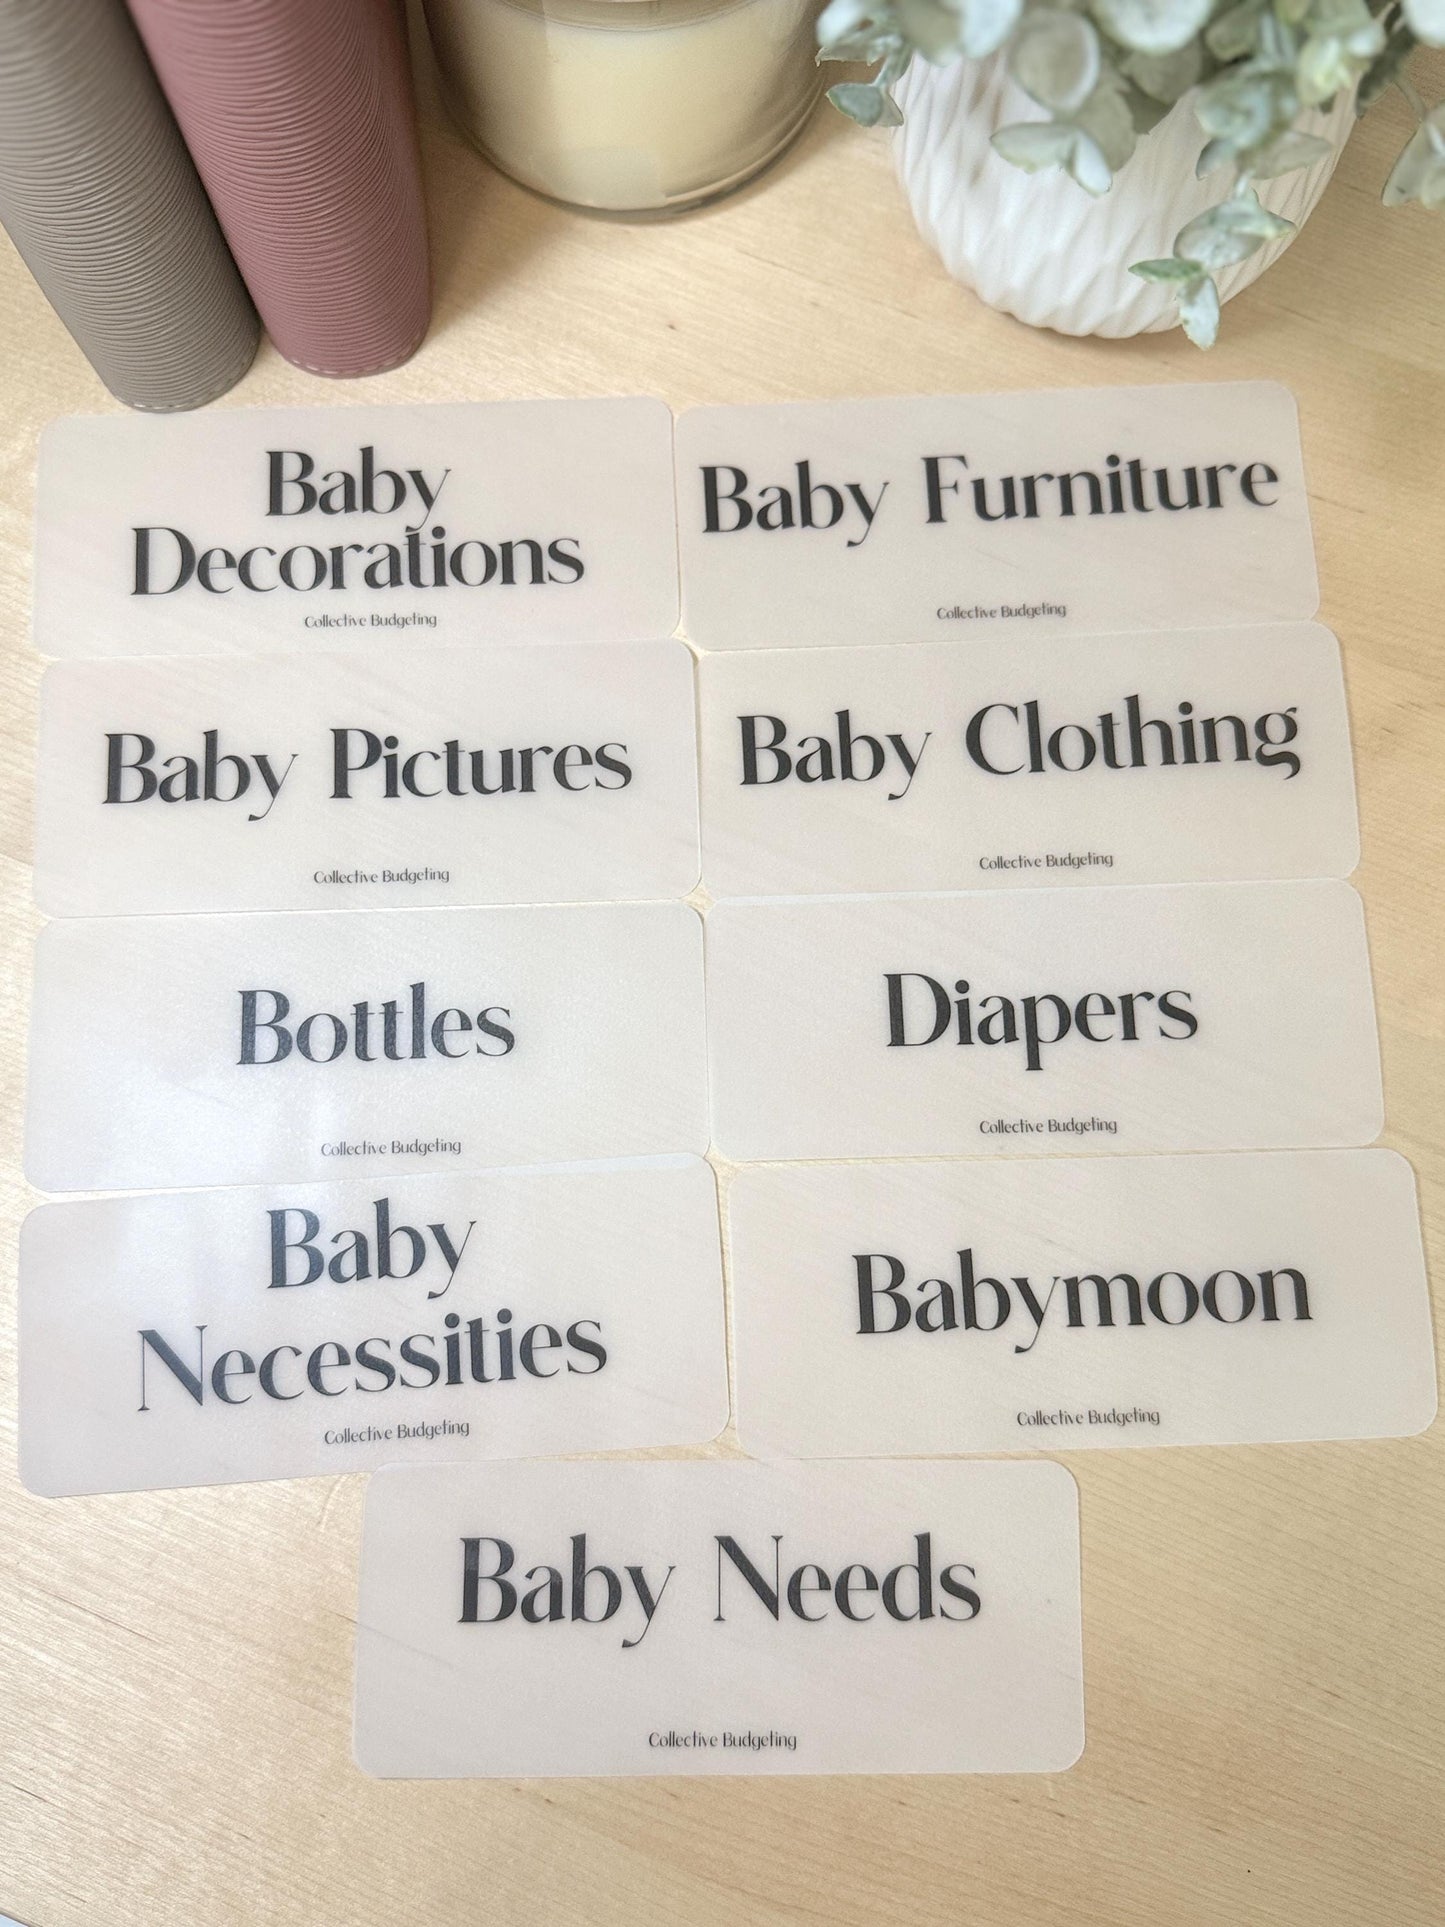 Baby
Decorations
Collective Budgeting
Baby Furniture
Collective Budgeting
Baby Pictures
Collective Budgeting
Baby Clothing
Collective Budgeting
Bottles
Collective Budgeting
Diapers
Collective Budgeting
Baby
Necessities
Collective Budgeting
Babymoon
Collective Budgeting
Baby Needs
Collective Budgeting